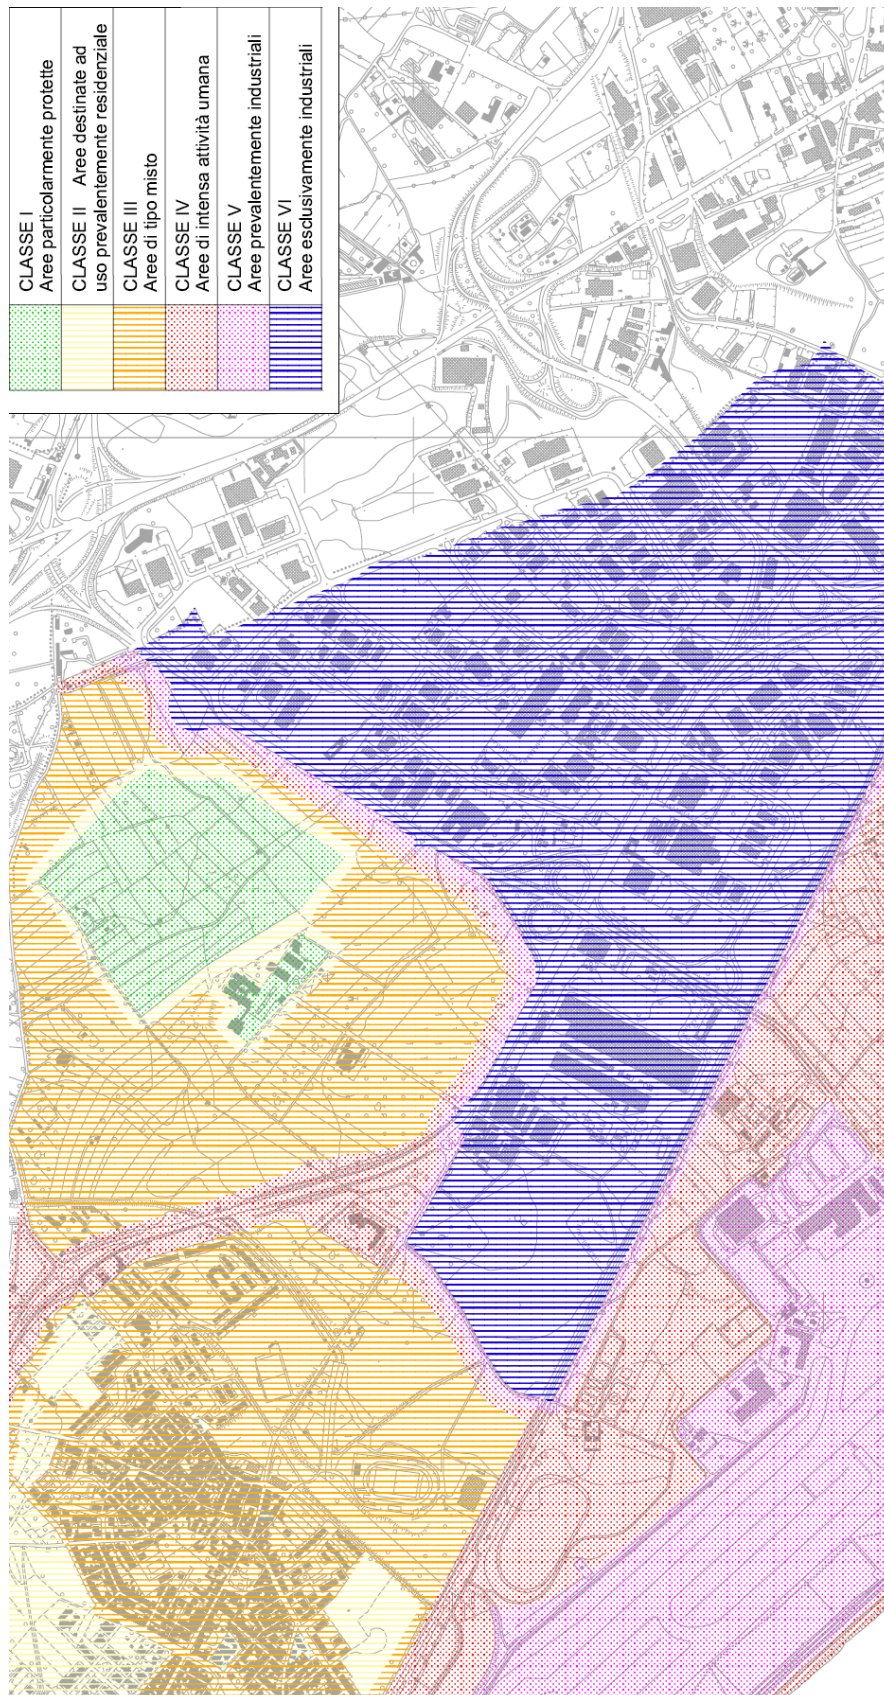 CLASSE I
Aree particolarmente protette
CLASSE II Aree destinate ad
uso prevalentemente residenziale
CLASSE III
Aree di tipo misto
CLASSE IV
Aree di intensa attività umana
CLASSE V
Aree prevalentemente industriali
CLASSE VI
Aree esclusivamente industriali